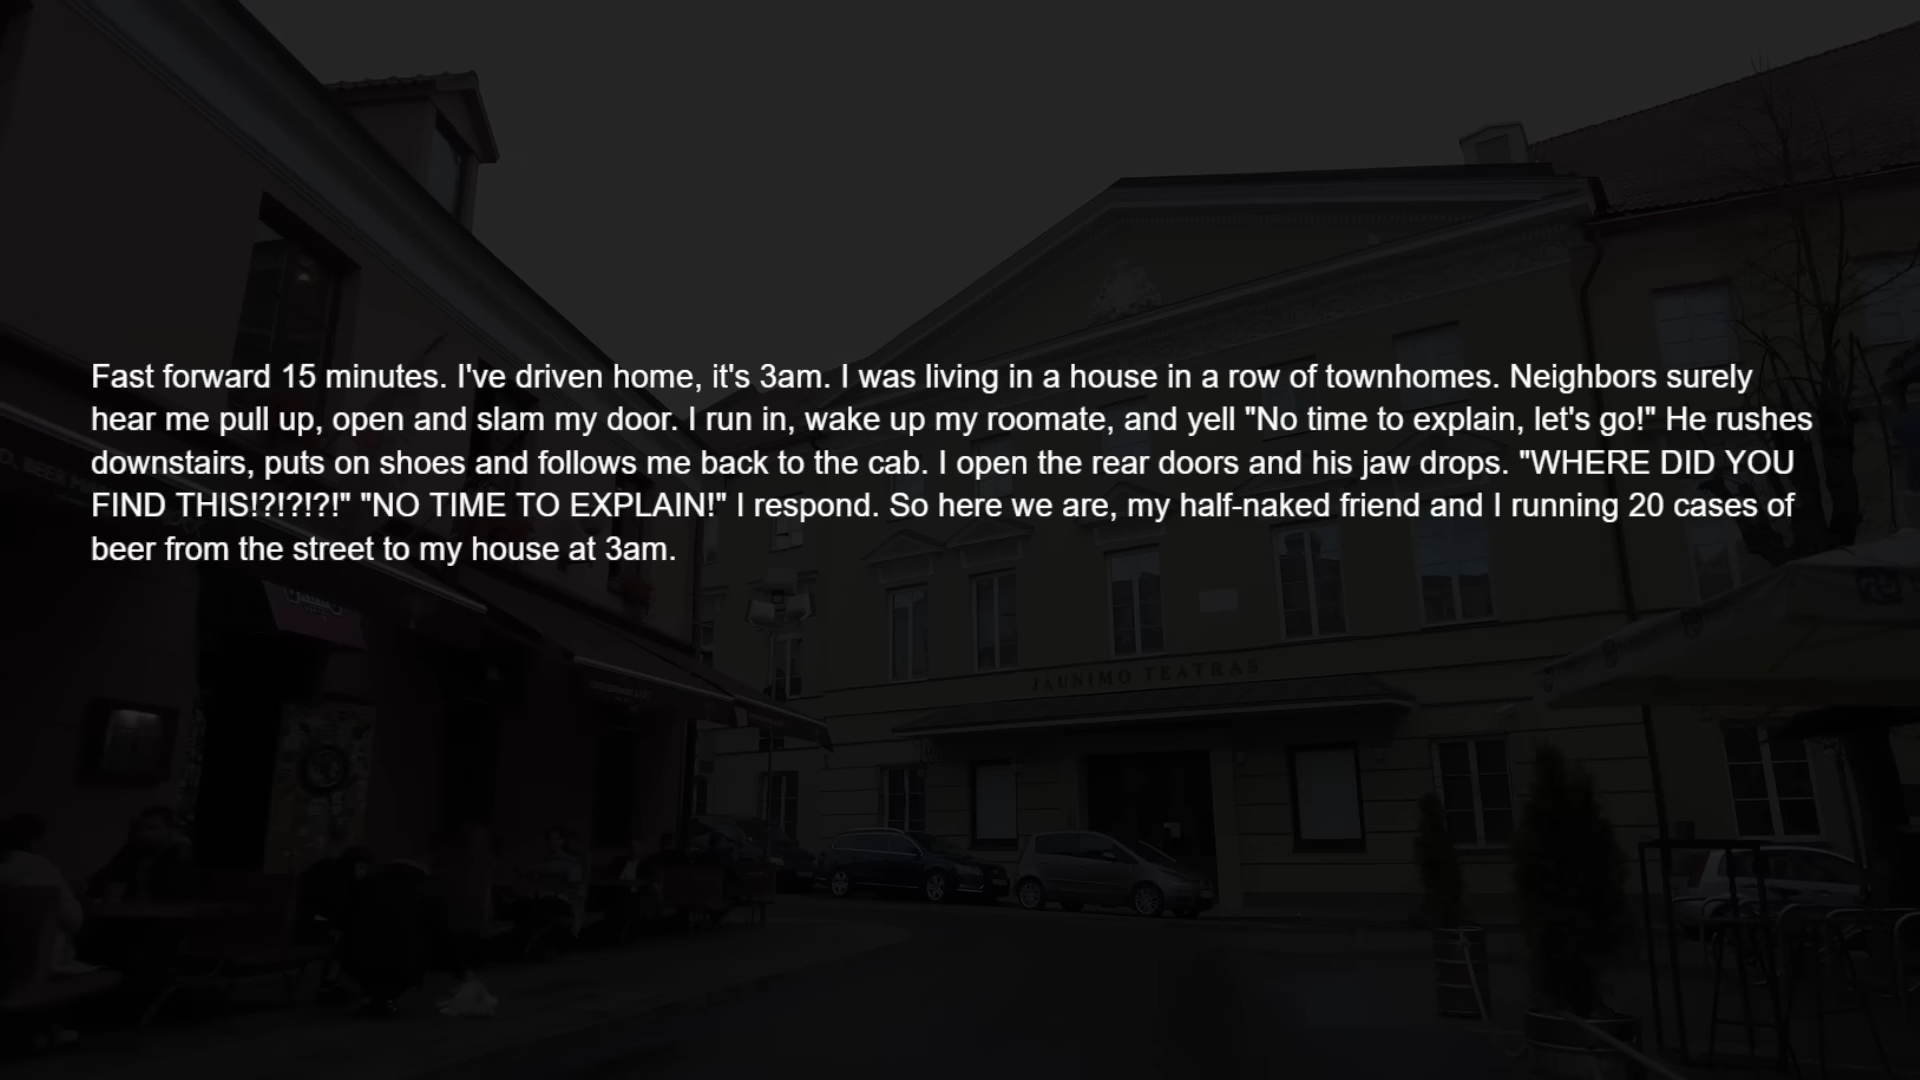 Fast forward 15 minutes. I've driven home, it's 3am. I was living in a house in a row of townhomes. Neighbors surely
hear me pull up, open and slam my door. I run in, wake up my roomate, and yell "No time to explain, let's go!" He rushes
downstairs, puts on shoes and follows me back to the cab. I open the rear doors and his jaw drops. "WHERE DID YOU
FIND THIS!?!?!?!" "NO TIME TO EXPLAIN!" I respond. So here we are, my half-naked friend and I running 20 cases of
beer from the street to my house at 3am.
JAUNIMO TEATRAS